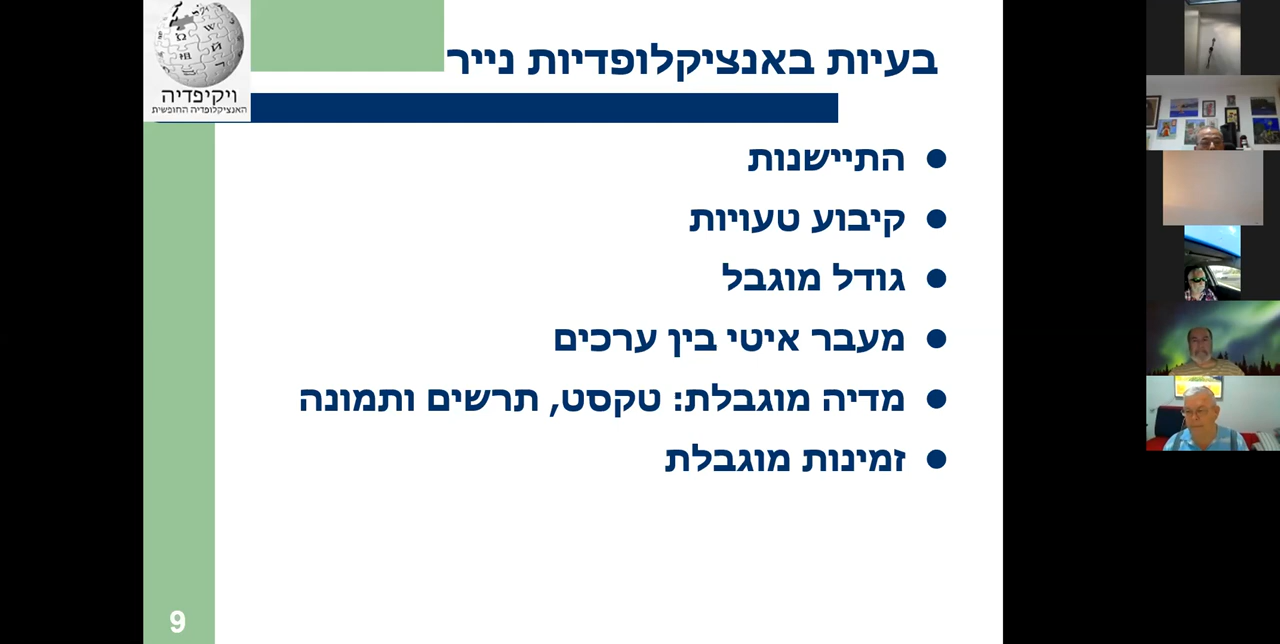 ויקיפדיה
האנציקלופדיה החופשית
בעיות באנציקלופדיות נייר
התיישנות
קיבוע טעויות
גודל מוגבל
מעבר איטי בין ערכים
מדיה מוגבלת: טקסט, תרשים ותמונה
זמינות מוגבלת
9